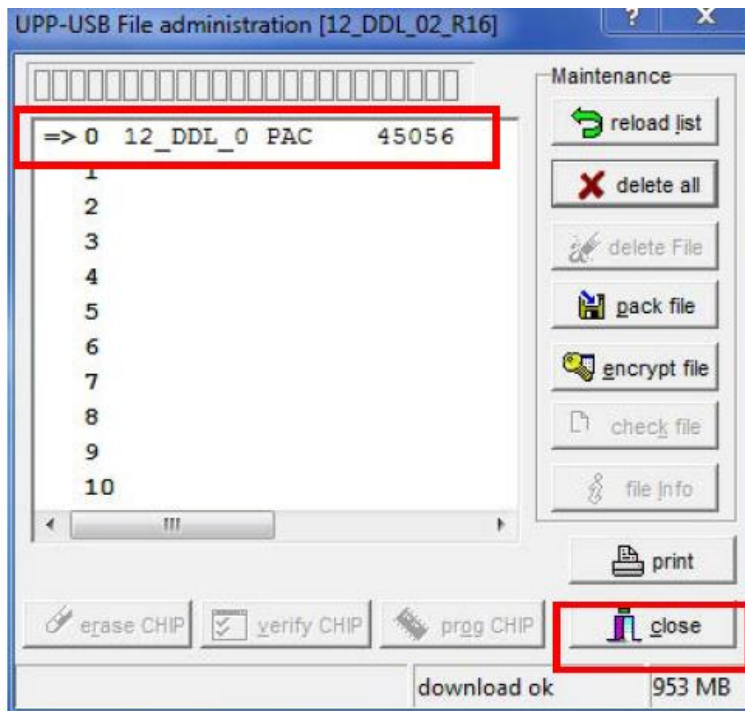 UPP-USB File administration [12_DDL_02_R16]
? X
Maintenance
=> 0 12_DDL_0 PAC 45056
1
2
3
4
5
6
7
8
9
10
reload list
delete all
delete File
pack file
encrypt file
check file
file Info
print
erase CHIP verify CHIP prog CHIP close
download ok 953 MB